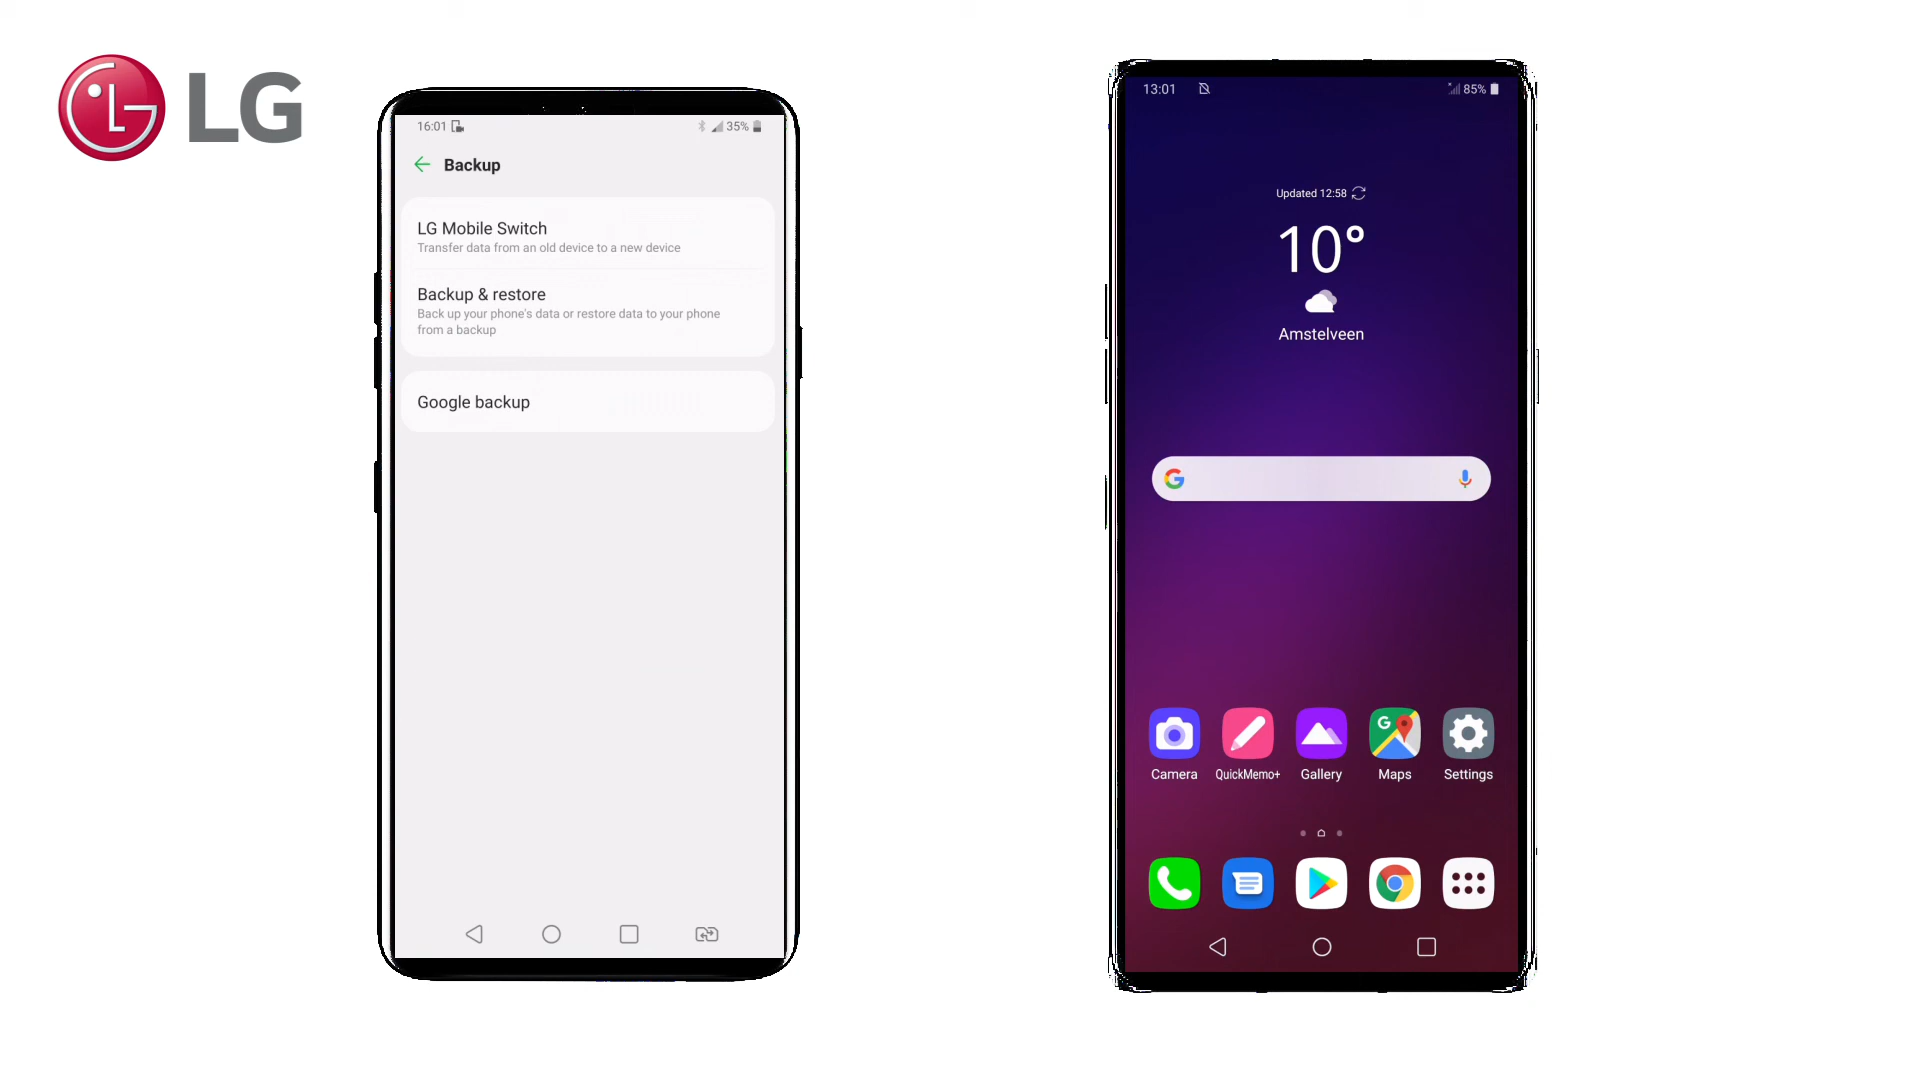 LG
16:01
35%
Backup
LG Mobile Switch
Transfer data from an old device to a new device
Backup & restore
Back up your phone's data or restore data to your phone
from a backup
Google backup
13:01
85%
Updated 12:58
10°
Amstelveen
Camera
QuickMemo+
Gallery
Maps
Settings